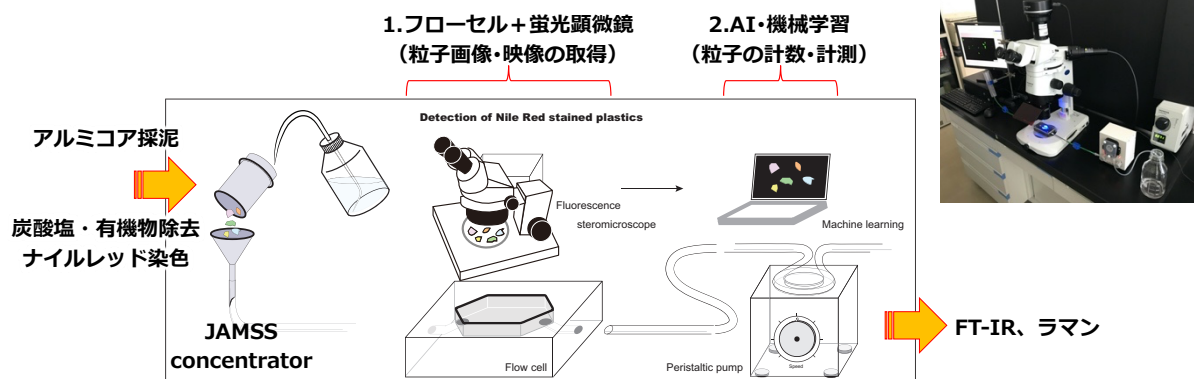 1.フローセル＋蛍光顕微鏡
（粒子画像・映像の取得）
2.AI・機械学習
（粒子の計数・計測）
アルミコア採泥
炭酸塩・有機物除去
ナイルレッド染色
Detection of Nile Red stained plastics
Fluorescence
steromicroscope
Machine learning
JAMSS
concentrator
Flow cell
Peristaltic pump
Speed
FT-IR、ラマン